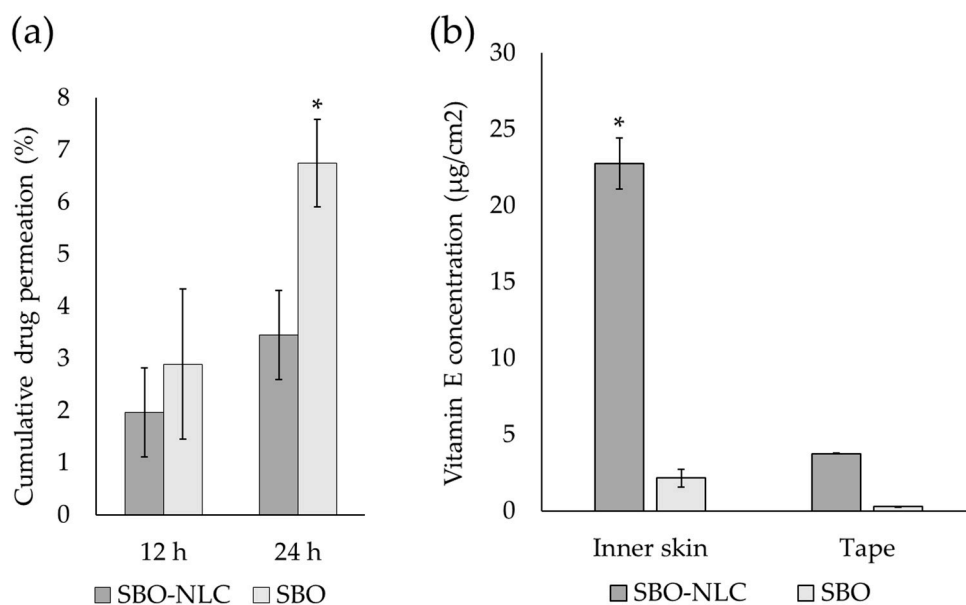 (a)
Cumulative drug permeation (%)
8
7
6
5
4
3
2
1
0
*
12 h
24 h
SBO-NLC
SBO
(b)
Vitamin E concentration (µg/cm2)
30
25
20
15
10
5
0
*
Inner skin
Tape
SBO-NLC
SBO